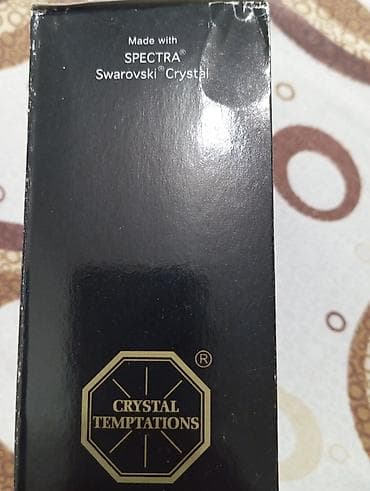 Made with
SPECTRA®
Swarovski® Crystal
®
CRYSTAL
TEMPTATIONS